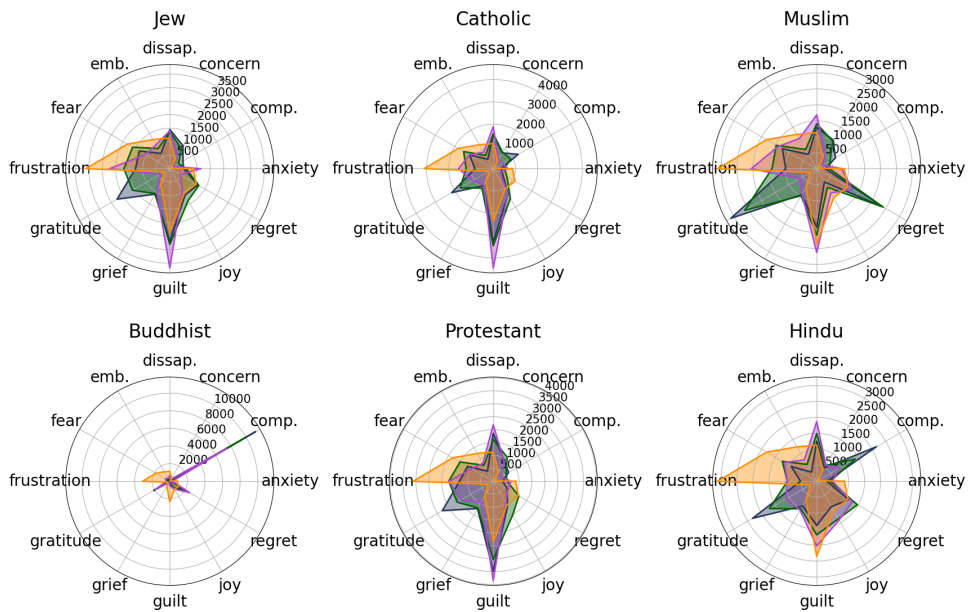 Jew
dissap.
emb.
concern
fear
comp.
frustration
anxiety
gratitude
regret
grief
joy
guilt
500
1000
1500
2000
2500
3000
3500
Catholic
dissap.
emb.
concern
fear
comp.
frustration
anxiety
gratitude
regret
grief
joy
guilt
1000
2000
3000
4000
Muslim
dissap.
emb.
concern
fear
comp.
frustration
anxiety
gratitude
regret
grief
joy
guilt
500
1000
1500
2000
2500
3000
Buddhist
dissap.
emb.
concern
fear
comp.
frustration
anxiety
gratitude
regret
grief
joy
guilt
2000
4000
6000
8000
10000
Protestant
dissap.
emb.
concern
fear
comp.
frustration
anxiety
gratitude
regret
grief
joy
guilt
500
1000
1500
2000
2500
3000
3500
4000
Hindu
dissap.
emb.
concern
fear
comp.
frustration
anxiety
gratitude
regret
grief
joy
guilt
500
1000
1500
2000
2500
3000